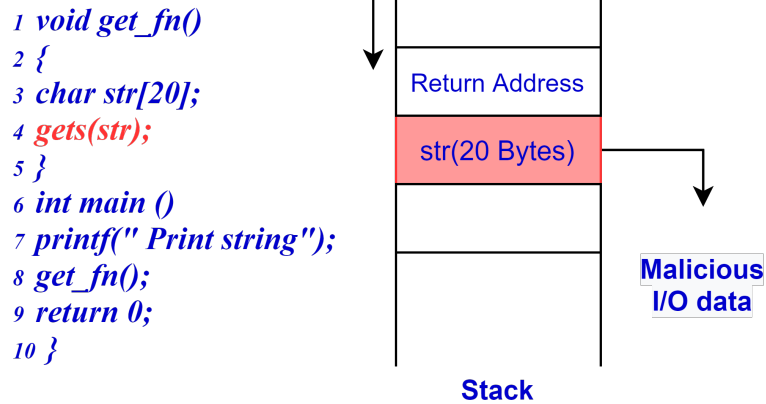 1 void get_fn()
2 {
3 char str[20];
4 gets(str);
5 }
6 int main ()
7 printf(" Print string");
8 get_fn();
9 return 0;
10 }
Return Address
str(20 Bytes)
Malicious
I/O data
Stack